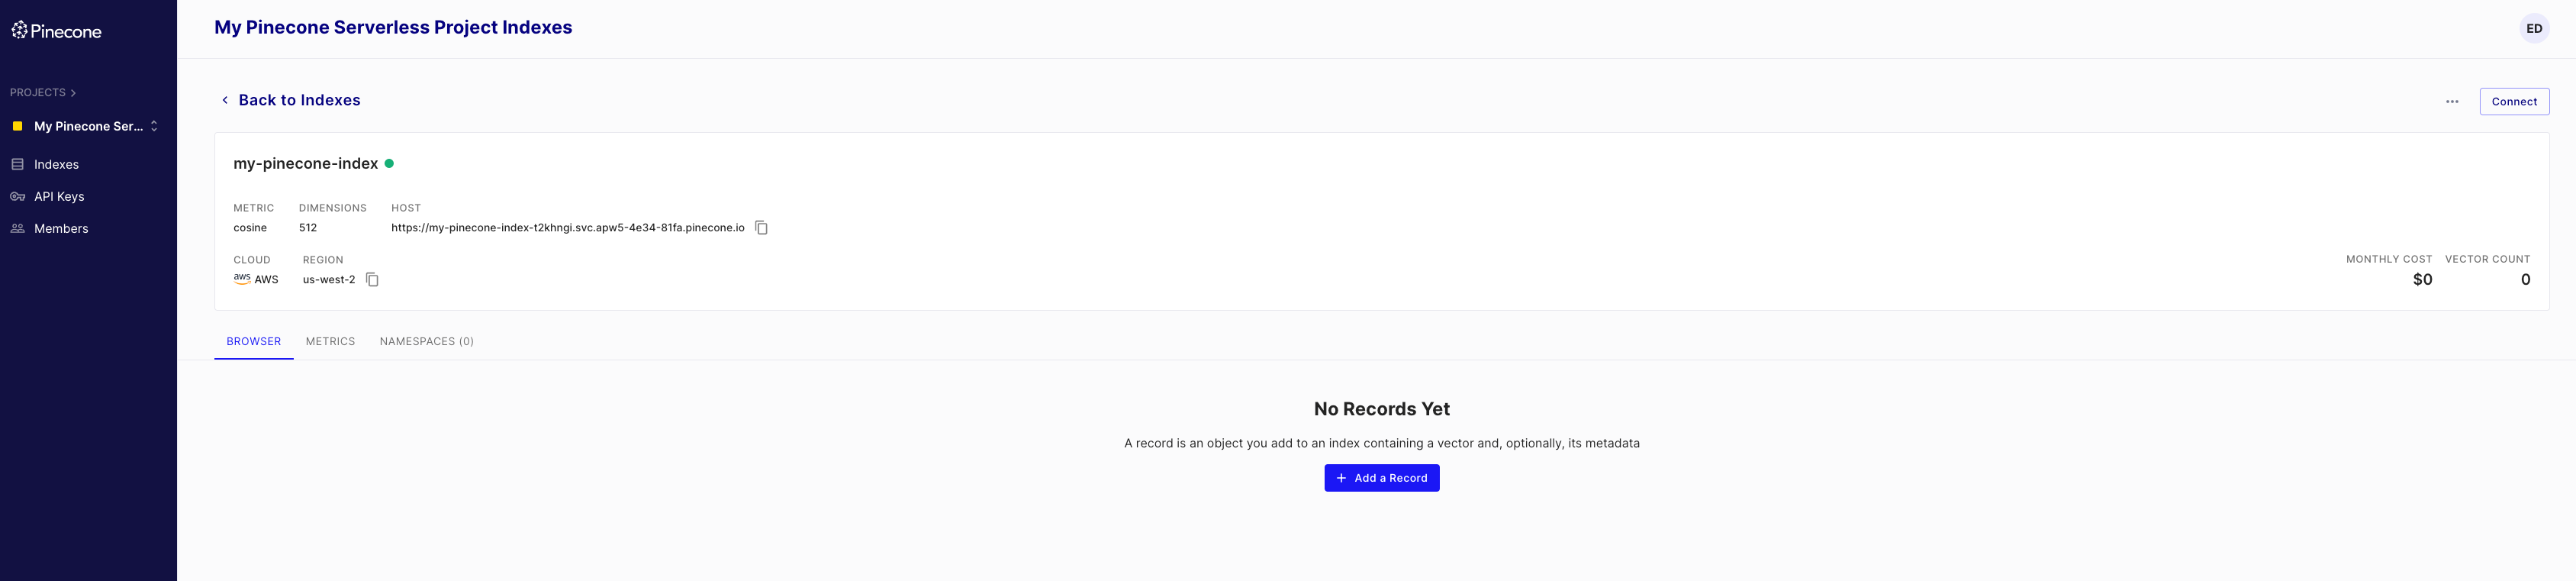 Pinecone
PROJECTS
My Pinecone Ser...
Indexes
API Keys
Members
My Pinecone Serverless Project Indexes
ED
Back to Indexes
Connect
my-pinecone-index
METRIC DIMENSIONS HOST
cosine 512 https://my-pinecone-index-t2khngi.svc.apw5-4e34-81fa.pinecone.io
CLOUD REGION
aws AWS us-west-2
MONTHLY COST VECTOR COUNT
$0 0
BROWSER METRICS NAMESPACES (0)
No Records Yet
A record is an object you add to an index containing a vector and, optionally, its metadata
+ Add a Record